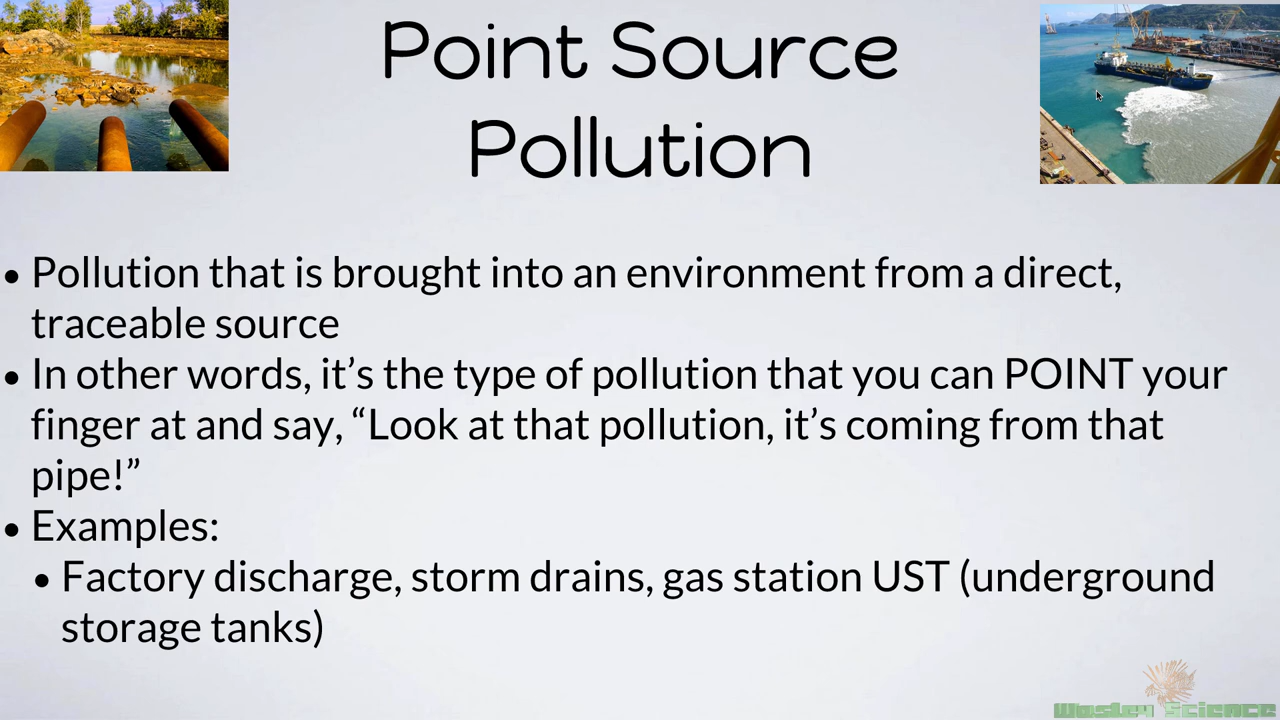 Point Source
Pollution
• Pollution that is brought into an environment from a direct,
traceable source
• In other words, it’s the type of pollution that you can POINT your
finger at and say, “Look at that pollution, it’s coming from that
pipe!”
• Examples:
• Factory discharge, storm drains, gas station UST (underground
storage tanks)
Wasley Science